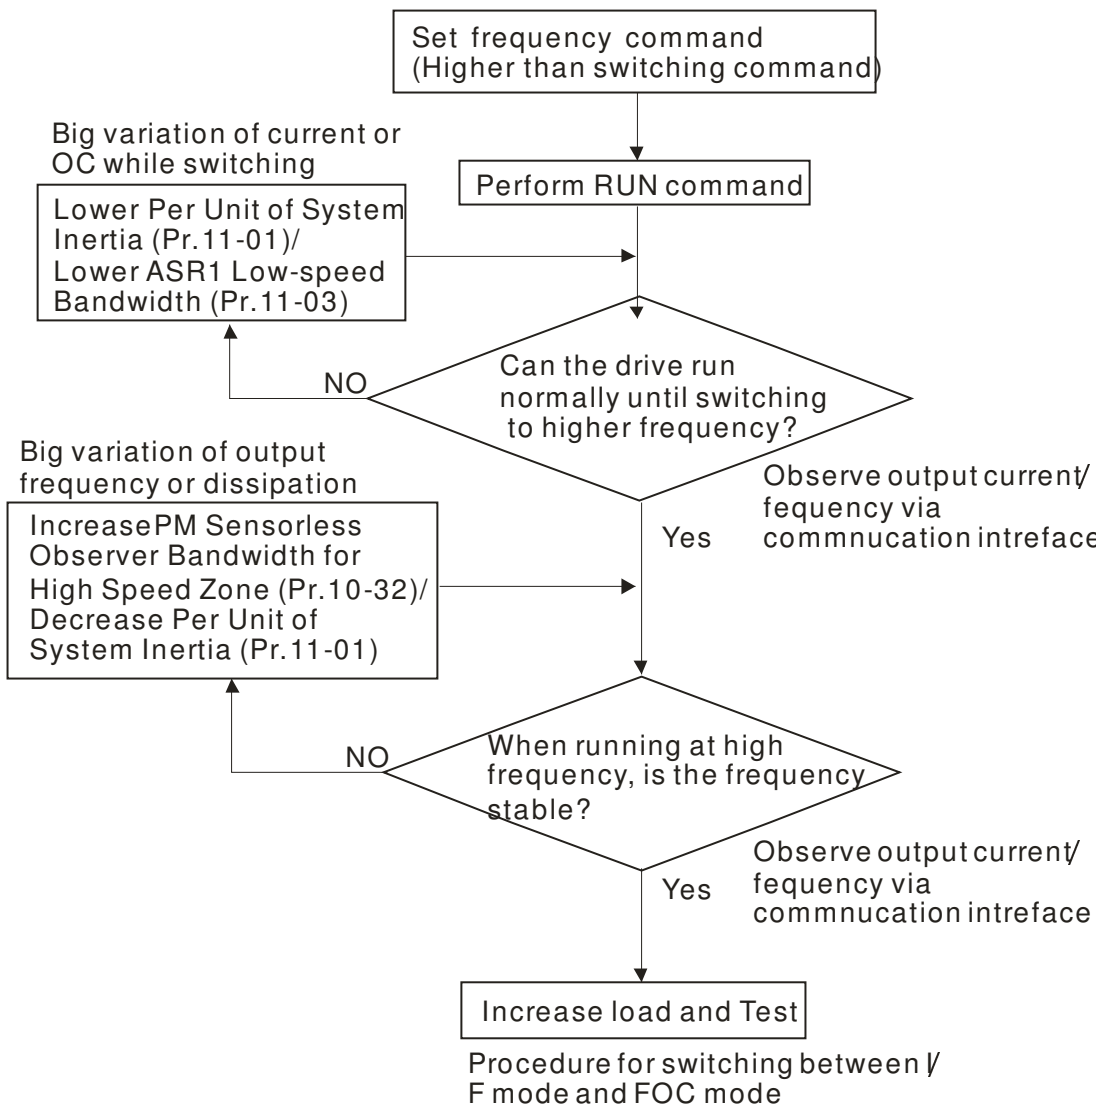 Set frequency command
(Higher than switching command)
Big variation of current or
OC while switching
Perform RUN command
Lower Per Unit of System
Inertia (Pr.11-01)/
Lower ASR1 Low-speed
Bandwidth (Pr.11-03)
Can the drive run
normally until switching
to higher frequency?
NO
Big variation of output
frequency or dissipation
Observe output current/
fequency via
commnucation intreface
Yes
IncreasePM Sensorless
Observer Bandwidth for
High Speed Zone (Pr.10-32)/
Decrease Per Unit of
System Inertia (Pr.11-01)
When running at high
frequency, is the frequency
stable?
NO
Observe output current/
fequency via
commnucation intreface
Yes
Increase load and Test
Procedure for switching between I/
F mode and FOC mode